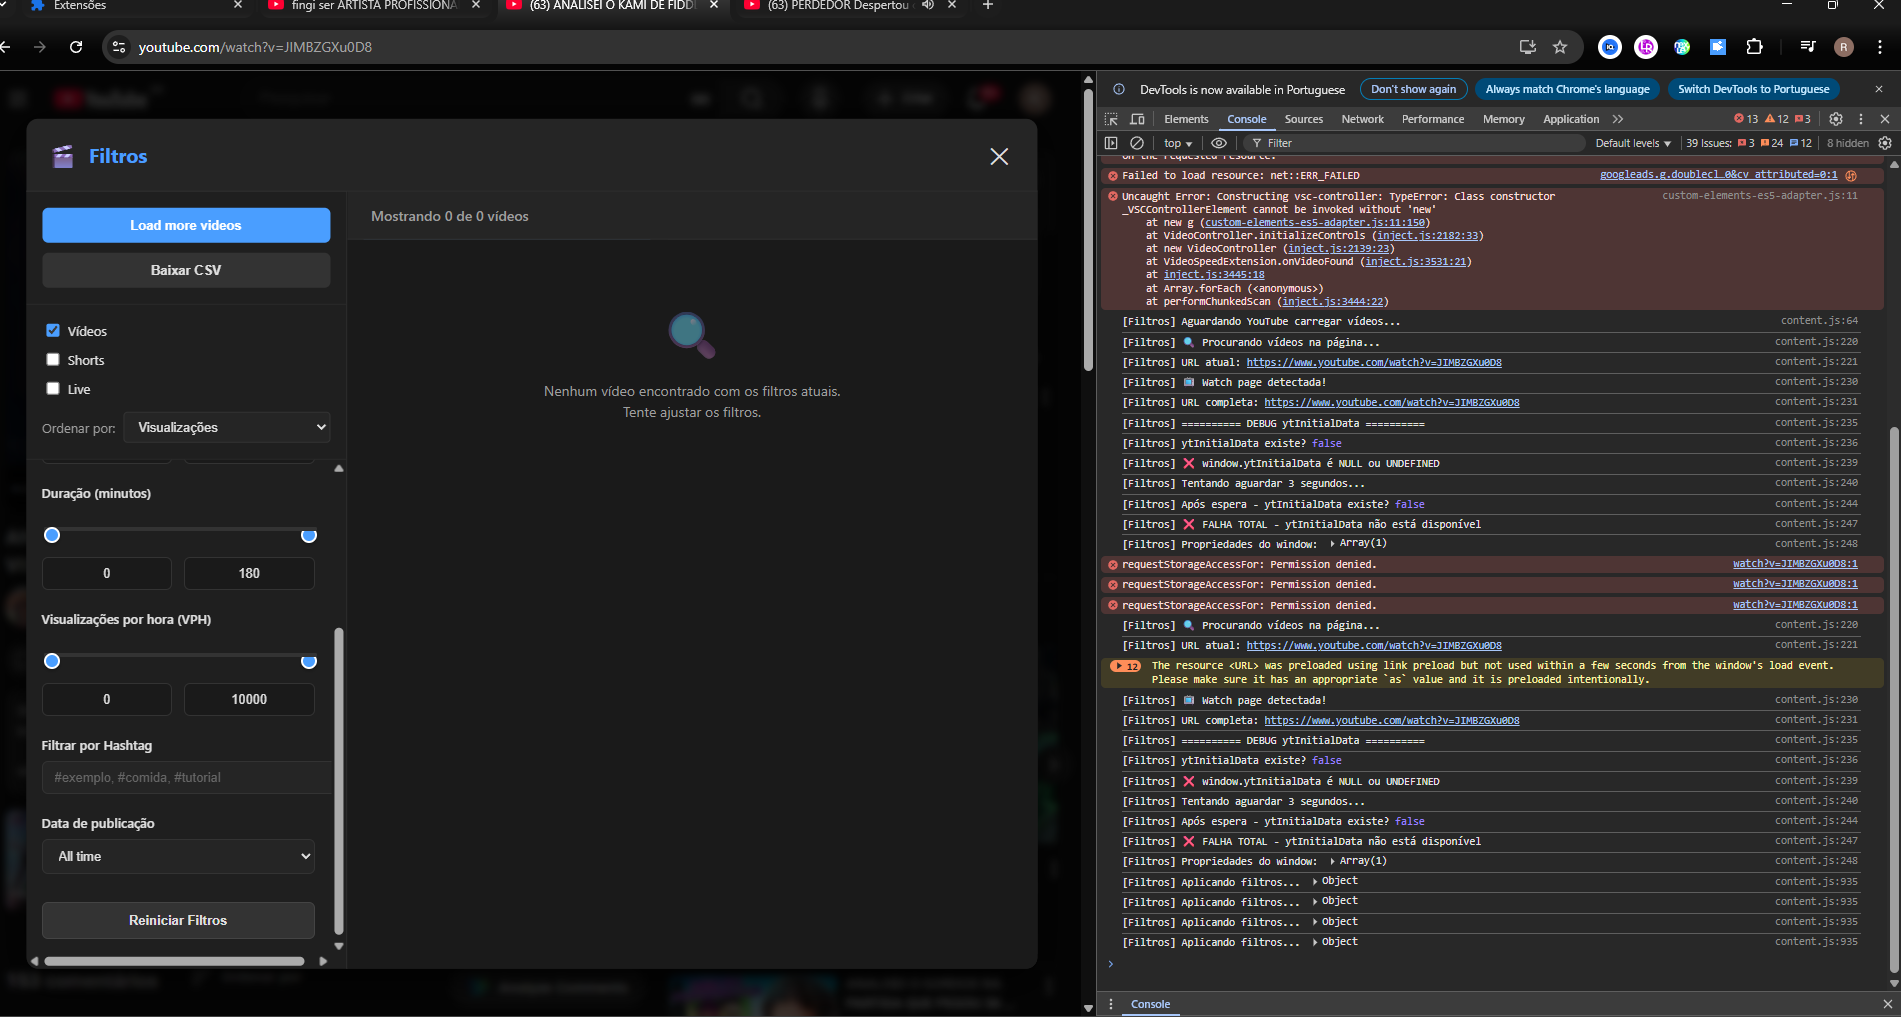 Extensões
fingi ser ARTISTA PROFISSIONA
(63) ANALISEI O KAMI DE FIDD
(63) PERDEDOR Despertou
youtube.com/watch?v=JIMBZGXu0D8
R
DevTools is now available in Portuguese
Don't show again
Always match Chrome's language
Switch DevTools to Portuguese
Elements
Console
Sources
Network
Performance
Memory
Application
13
12
3
top
Filter
Default levels
39 Issues:
3
24
12
8 hidden
Filtros
Load more videos
Baixar CSV
Vídeos
Shorts
Live
Ordenar por:
Visualizações
Duração (minutos)
0
180
Visualizações por hora (VPH)
0
10000
Filtrar por Hashtag
#exemplo, #comida, #tutorial
Data de publicação
All time
Reiniciar Filtros
Mostrando 0 de 0 vídeos
Nenhum vídeo encontrado com os filtros atuais.
Tente ajustar os filtros.
on the requested resource.
Failed to load resource: net::ERR_FAILED googleads.g.doublecl…0&cv_attributed=0:1
Uncaught Error: Constructing vsc-controller: TypeError: Class constructor custom-elements-es5-adapter.js:11
_VSCControllerElement cannot be invoked without 'new'
at new g (custom-elements-es5-adapter.js:11:150)
at VideoController.initializeControls (inject.js:2182:33)
at new VideoController (inject.js:2139:23)
at VideoSpeedExtension.onVideoFound (inject.js:3531:21)
at inject.js:3445:18
at Array.forEach (<anonymous>)
at performChunkedScan (inject.js:3444:22)
[Filtros] Aguardando YouTube carregar vídeos... content.js:64
[Filtros] 🔍 Procurando vídeos na página... content.js:220
[Filtros] URL atual: https://www.youtube.com/watch?v=JIMBZGXu0D8 content.js:221
[Filtros] 📺 Watch page detectada! content.js:230
[Filtros] URL completa: https://www.youtube.com/watch?v=JIMBZGXu0D8 content.js:231
[Filtros] ========== DEBUG ytInitialData ========== content.js:235
[Filtros] ytInitialData existe? false content.js:236
[Filtros] ❌ window.ytInitialData é NULL ou UNDEFINED content.js:239
[Filtros] Tentando aguardar 3 segundos... content.js:240
[Filtros] Após espera - ytInitialData existe? false content.js:244
[Filtros] ❌ FALHA TOTAL - ytInitialData não está disponível content.js:247
[Filtros] Propriedades do window: ▸ Array(1) content.js:248
requestStorageAccessFor: Permission denied. watch?v=JIMBZGXu0D8:1
requestStorageAccessFor: Permission denied. watch?v=JIMBZGXu0D8:1
requestStorageAccessFor: Permission denied. watch?v=JIMBZGXu0D8:1
[Filtros] 🔍 Procurando vídeos na página... content.js:220
[Filtros] URL atual: https://www.youtube.com/watch?v=JIMBZGXu0D8 content.js:221
12 The resource <URL> was preloaded using link preload but not used within a few seconds from the window's load event.
Please make sure it has an appropriate `as` value and it is preloaded intentionally.
[Filtros] 📺 Watch page detectada! content.js:230
[Filtros] URL completa: https://www.youtube.com/watch?v=JIMBZGXu0D8 content.js:231
[Filtros] ========== DEBUG ytInitialData ========== content.js:235
[Filtros] ytInitialData existe? false content.js:236
[Filtros] ❌ window.ytInitialData é NULL ou UNDEFINED content.js:239
[Filtros] Tentando aguardar 3 segundos... content.js:240
[Filtros] Após espera - ytInitialData existe? false content.js:244
[Filtros] ❌ FALHA TOTAL - ytInitialData não está disponível content.js:247
[Filtros] Propriedades do window: ▸ Array(1) content.js:248
[Filtros] Aplicando filtros... ▸ Object content.js:935
[Filtros] Aplicando filtros... ▸ Object content.js:935
[Filtros] Aplicando filtros... ▸ Object content.js:935
[Filtros] Aplicando filtros... ▸ Object content.js:935
Console